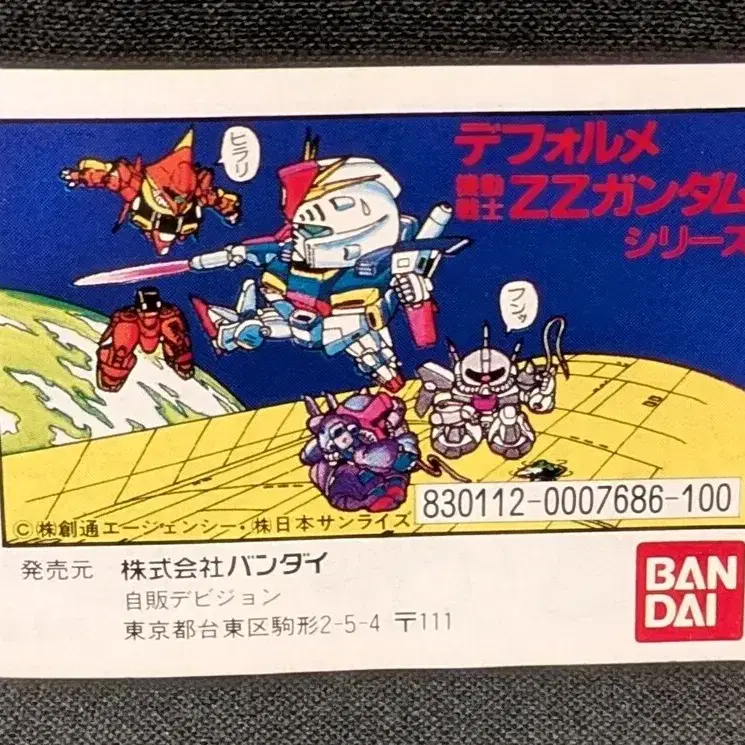 ヒラリ
デフォルメ
機動戦士ZZガンダム
シリーズ
フンッ
830112-0007686-100
©㈱創通エージェンシー・㈱日本サンライズ
発売元 株式会社バンダイ
自販デビジョン
東京都台東区駒形2-5-4 〒111
BAN
DAI